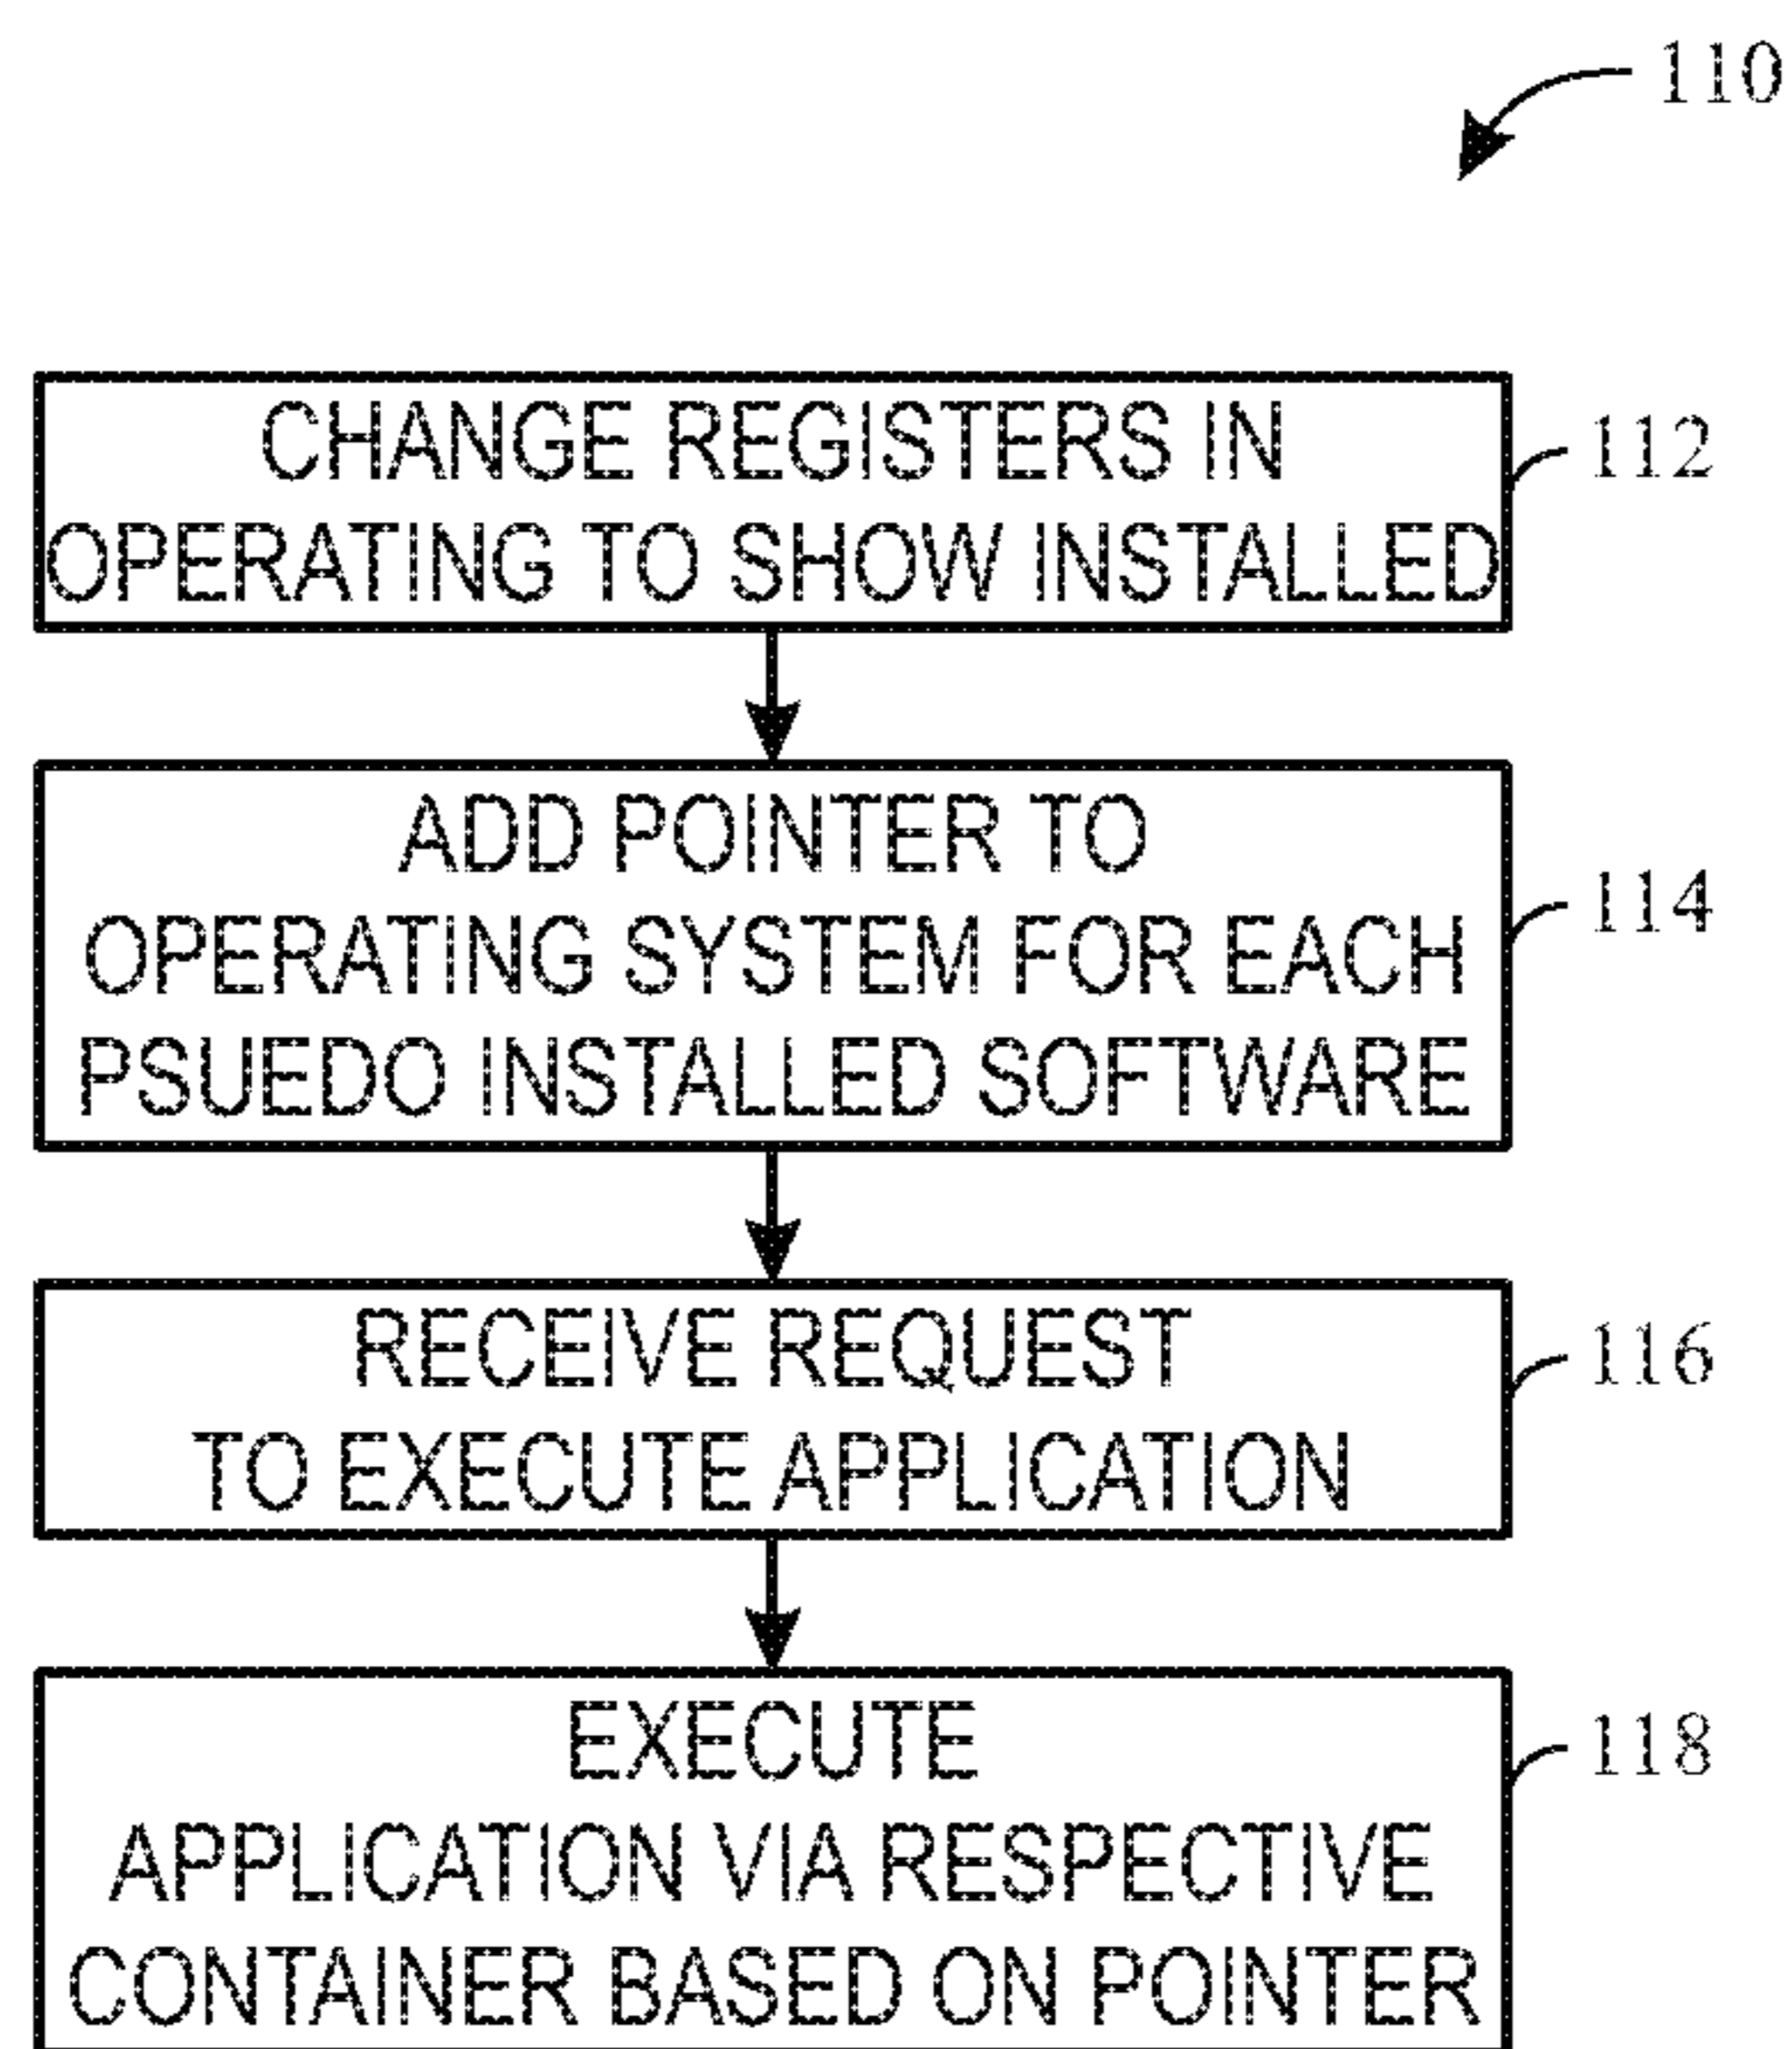 110
CHANGE REGISTERS IN
OPERATING TO SHOW INSTALLED
112
ADD POINTER TO
OPERATING SYSTEM FOR EACH
PSUEDO INSTALLED SOFTWARE
114
RECEIVE REQUEST
TO EXECUTE APPLICATION
116
EXECUTE
APPLICATION VIA RESPECTIVE
CONTAINER BASED ON POINTER
118